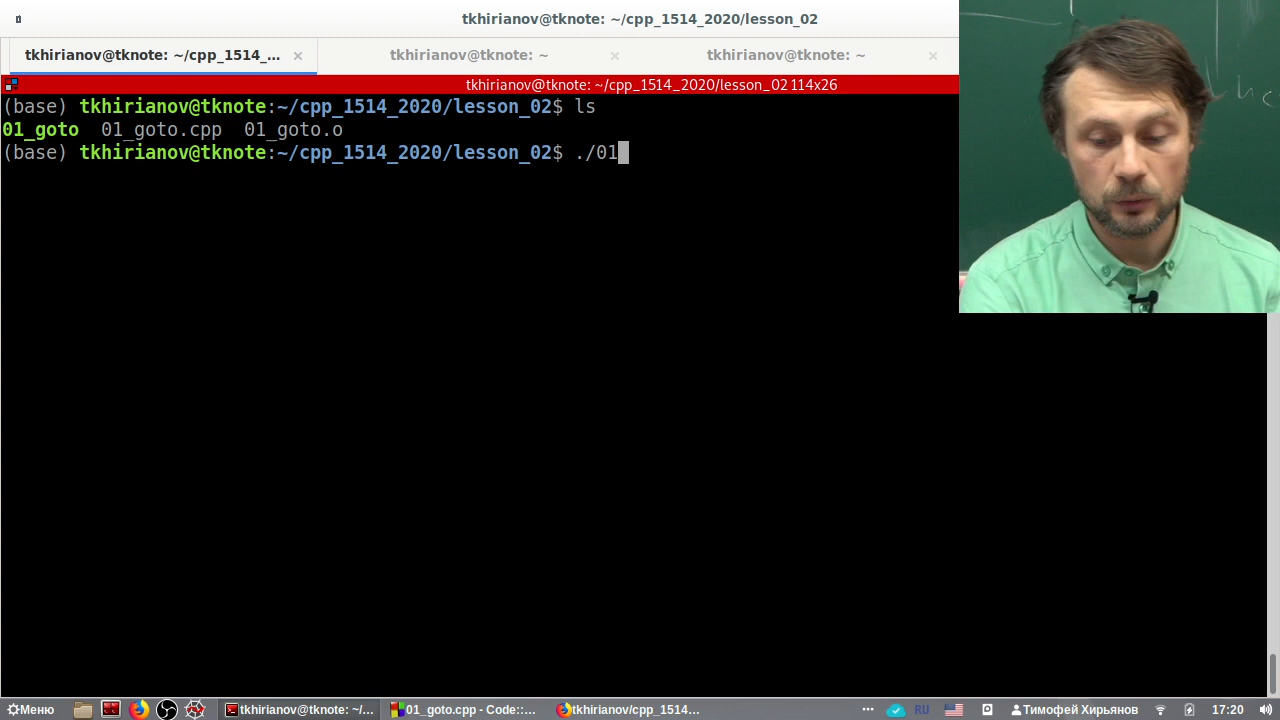 tkhirianov@tknote: ~/cpp_1514_2020/lesson_02
tkhirianov@tknote: ~/cpp_1514_... × tkhirianov@tknote: ~ × tkhirianov@tknote: ~ ×
tkhirianov@tknote: ~/cpp_1514_2020/lesson_02 114x26
(base) tkhirianov@tknote:~/cpp_1514_2020/lesson_02$ ls
01_goto 01_goto.cpp 01_goto.o
(base) tkhirianov@tknote:~/cpp_1514_2020/lesson_02$ ./01
Меню tkhirianov@tknote: ~/... 01_goto.cpp - Code::... tkhirianov/cpp_1514... RU Тимофей Хирьянов 17:20